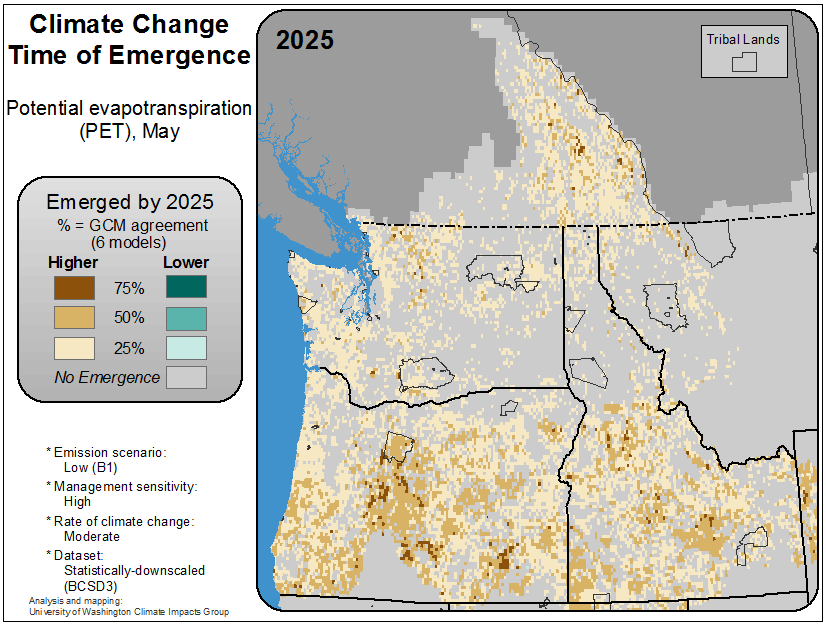 Climate Change
Time of Emergence
Potential evapotranspiration
(PET), May
Emerged by 2025
% = GCM agreement
(6 models)
Higher Lower
75%
50%
25%
No Emergence
* Emission scenario:
Low (B1)
* Management sensitivity:
High
* Rate of climate change:
Moderate
* Dataset:
Statistically-downscaled
(BCSD3)
Analysis and mapping:
University of Washington Climate Impacts Group
2025
Tribal Lands